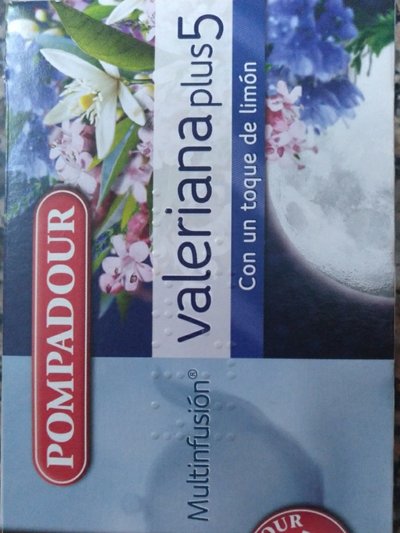 POMPADOUR
valeriana plus5
Con un toque de limón
Multinfusión®